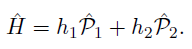 Ĥ = h₁𝒫̂₁ + h₂𝒫̂₂.